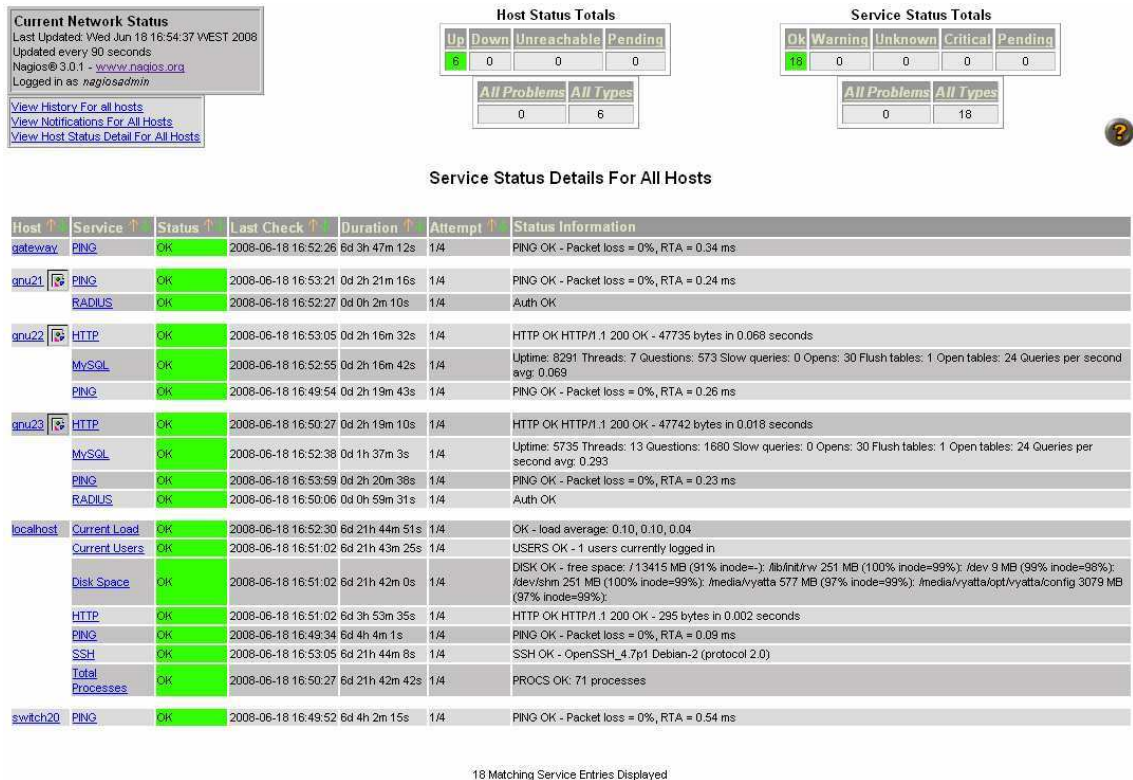 Current Network Status
Last Updated: Wed Jun 18 16:54:37 WEST 2008
Updated every 90 seconds
Nagios® 3.0.1 - www.nagios.org
Logged in as nagiosadmin
View History For all hosts
View Notifications For All Hosts
View Host Status Detail For All Hosts
Host Status Totals
Up Down Unreachable Pending
6 0 0 0
All Problems All Types
0 6
Service Status Totals
Ok Warning Unknown Critical Pending
18 0 0 0 0
All Problems All Types
0 18
?
Service Status Details For All Hosts
Host Service Status Last Check Duration Attempt Status Information
gateway PING OK 2008-06-18 16:52:26 6d 3h 47m 12s 1/4 PING OK - Packet loss = 0%, RTA = 0.34 ms
gnu21 PING OK 2008-06-18 16:53:21 0d 2h 21m 16s 1/4 PING OK - Packet loss = 0%, RTA = 0.24 ms
RADIUS OK 2008-06-18 16:52:27 0d 0h 2m 10s 1/4 Auth OK
gnu22 HTTP OK 2008-06-18 16:53:05 0d 2h 16m 32s 1/4 HTTP OK HTTP/1.1 200 OK - 47735 bytes in 0.068 seconds
MySQL OK 2008-06-18 16:52:55 0d 2h 16m 42s 1/4 Uptime: 8291 Threads: 7 Questions: 573 Slow queries: 0 Opens: 30 Flush tables: 1 Open tables: 24 Queries per second
avg: 0.069
PING OK 2008-06-18 16:49:54 0d 2h 19m 43s 1/4 PING OK - Packet loss = 0%, RTA = 0.26 ms
gnu23 HTTP OK 2008-06-18 16:50:27 0d 2h 19m 10s 1/4 HTTP OK HTTP/1.1 200 OK - 47742 bytes in 0.018 seconds
MySQL OK 2008-06-18 16:52:38 0d 1h 37m 3s 1/4 Uptime: 5735 Threads: 13 Questions: 1680 Slow queries: 0 Opens: 30 Flush tables: 1 Open tables: 24 Queries per
second avg: 0.293
PING OK 2008-06-18 16:53:59 0d 2h 20m 38s 1/4 PING OK - Packet loss = 0%, RTA = 0.23 ms
RADIUS OK 2008-06-18 16:50:06 0d 0h 59m 31s 1/4 Auth OK
localhost Current Load OK 2008-06-18 16:52:30 6d 21h 44m 51s 1/4 OK - load average: 0.10, 0.10, 0.04
Current Users OK 2008-06-18 16:51:02 6d 21h 43m 25s 1/4 USERS OK - 1 users currently logged in
Disk Space OK 2008-06-18 16:51:02 6d 21h 42m 0s 1/4 DISK OK - free space: / 13415 MB (91% inode=-): /lib/init/rw 251 MB (100% inode=99%): /dev 9 MB (99% inode=98%):
/dev/shm 251 MB (100% inode=99%): /media/vyatta 577 MB (97% inode=99%): /media/vyatta/opt/vyatta/config 3079 MB
(97% inode=99%):
HTTP OK 2008-06-18 16:51:02 6d 3h 53m 35s 1/4 HTTP OK HTTP/1.1 200 OK - 295 bytes in 0.002 seconds
PING OK 2008-06-18 16:49:34 6d 4h 4m 1s 1/4 PING OK - Packet loss = 0%, RTA = 0.09 ms
SSH OK 2008-06-18 16:53:05 6d 21h 44m 8s 1/4 SSH OK - OpenSSH_4.7p1 Debian-2 (protocol 2.0)
Total
Processes OK 2008-06-18 16:50:27 6d 21h 42m 42s 1/4 PROCS OK: 71 processes
switch20 PING OK 2008-06-18 16:49:52 6d 4h 2m 15s 1/4 PING OK - Packet loss = 0%, RTA = 0.54 ms
18 Matching Service Entries Displayed